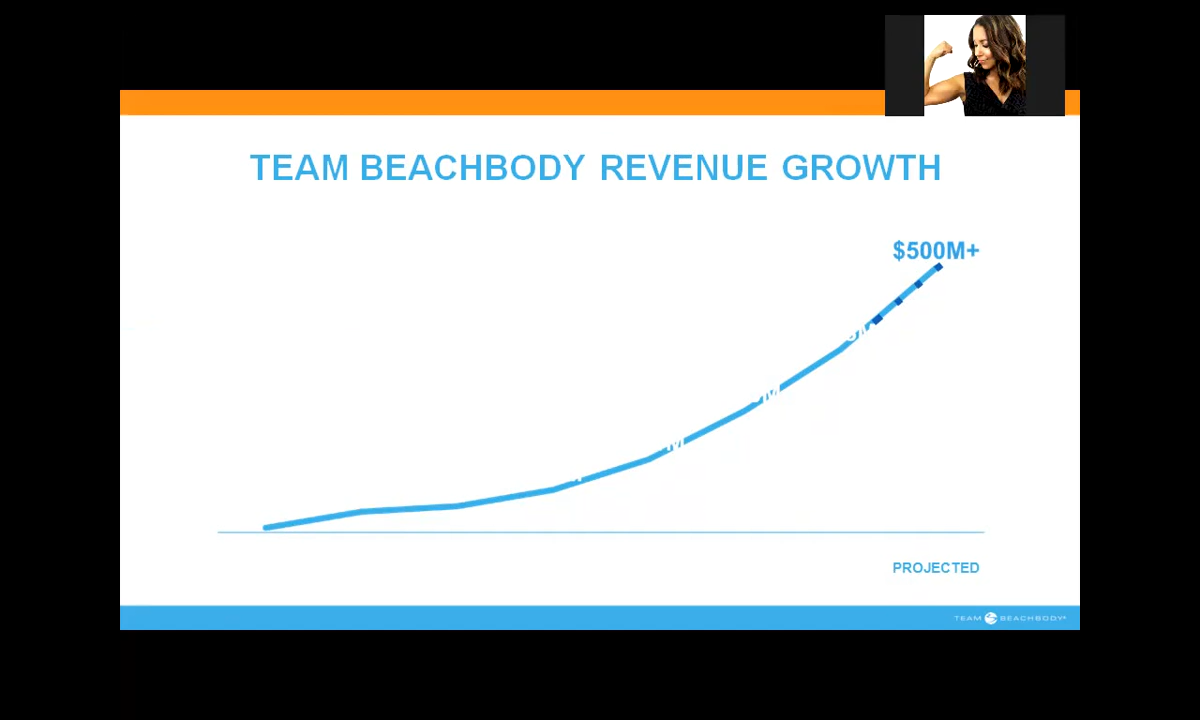 TEAM BEACHBODY REVENUE GROWTH
$500M+
PROJECTED
TEAM BEACHBODY